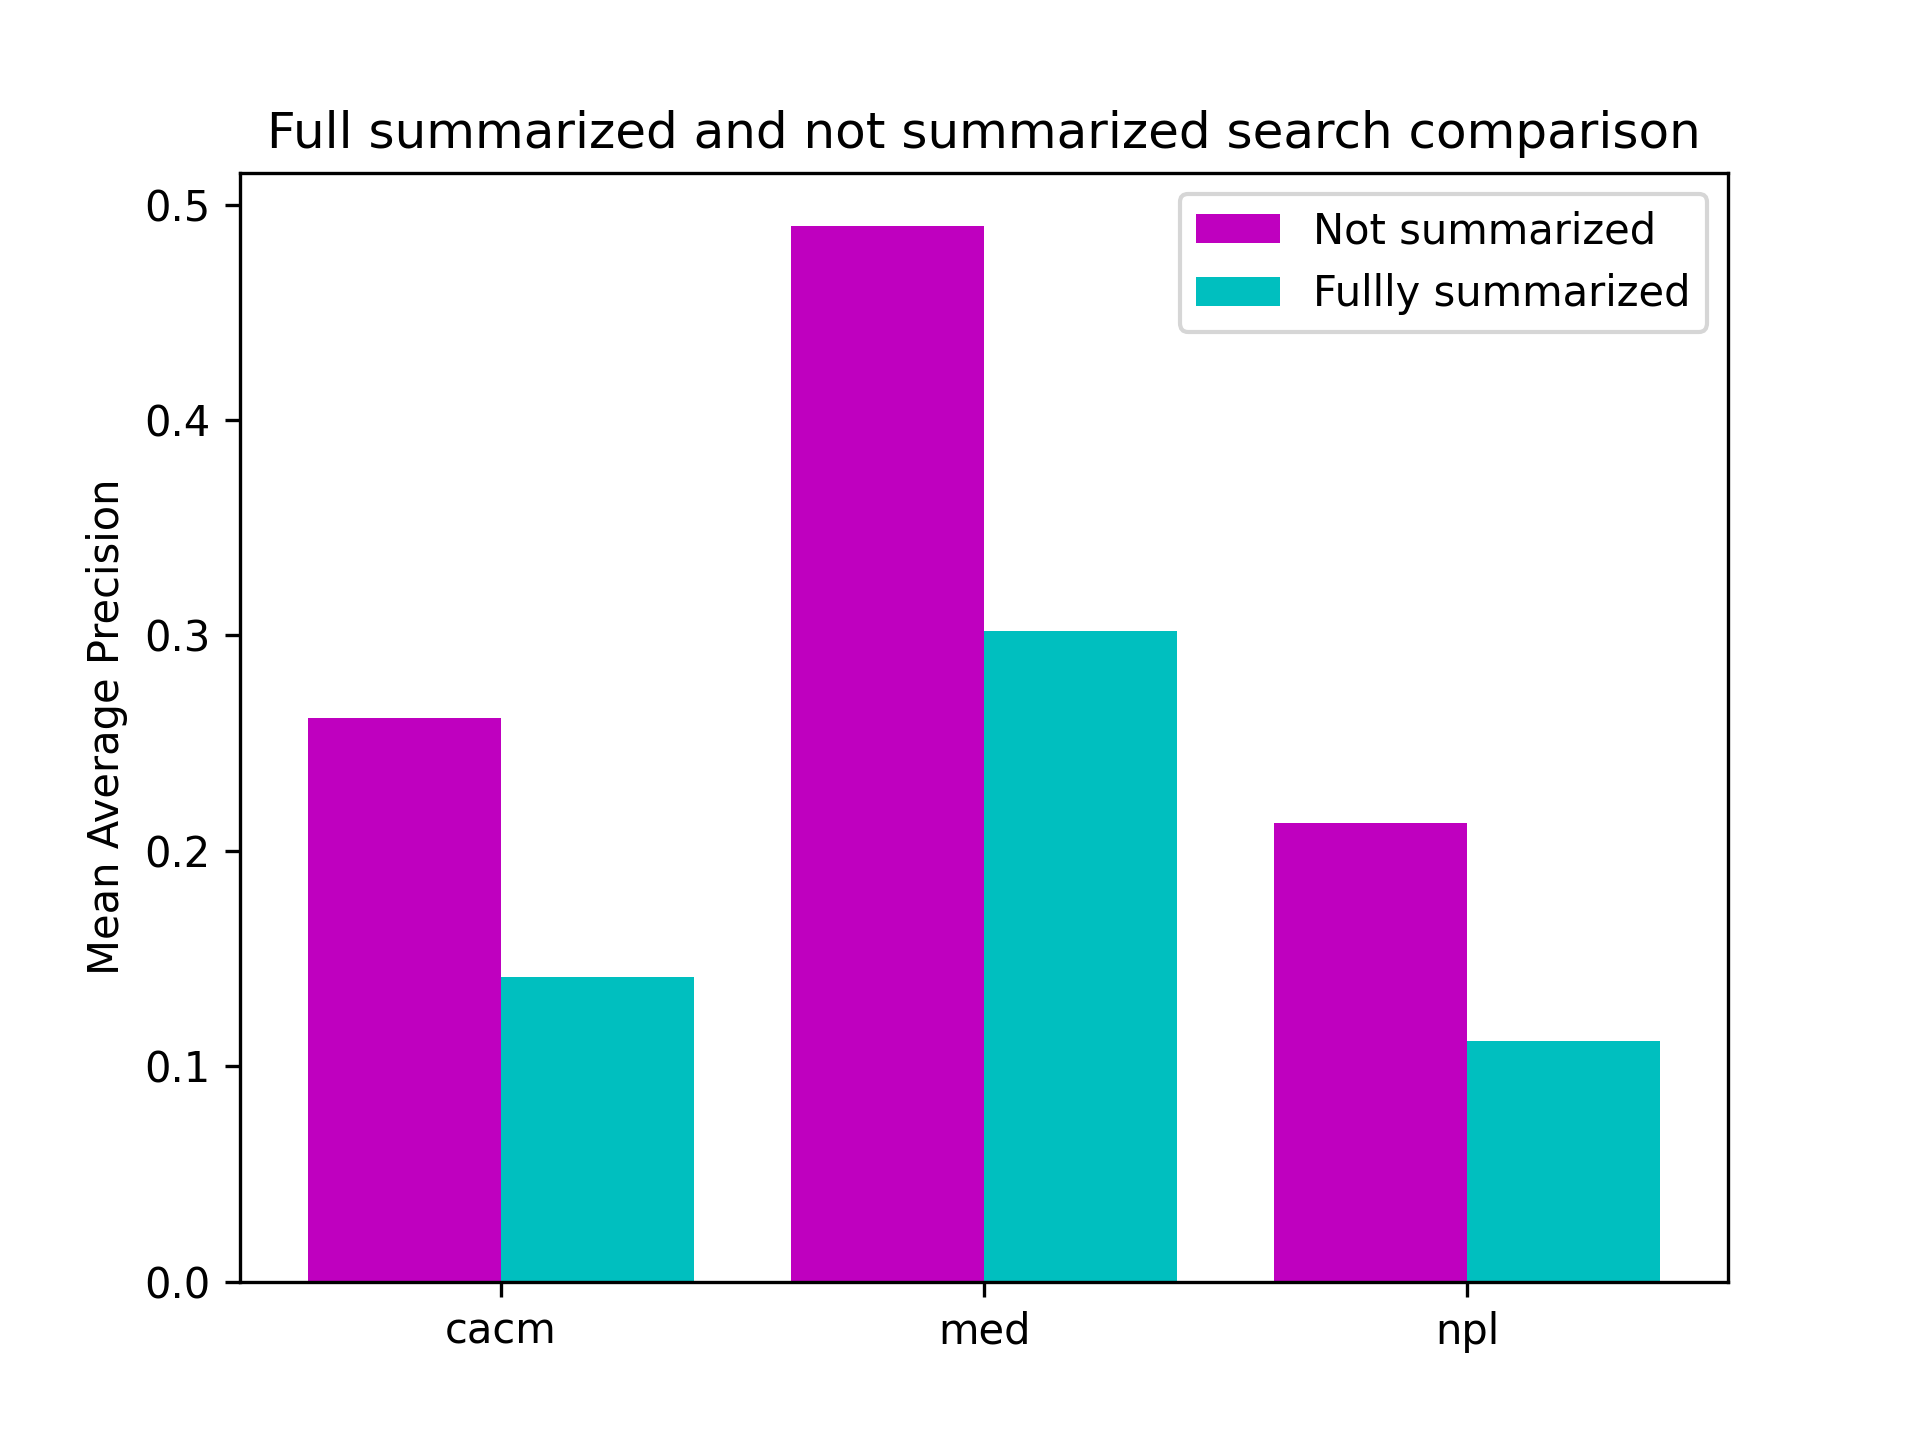 Full summarized and not summarized search comparison
Not summarized
Fullly summarized
Mean Average Precision
0.5
0.4
0.3
0.2
0.1
0.0
cacm
med
npl